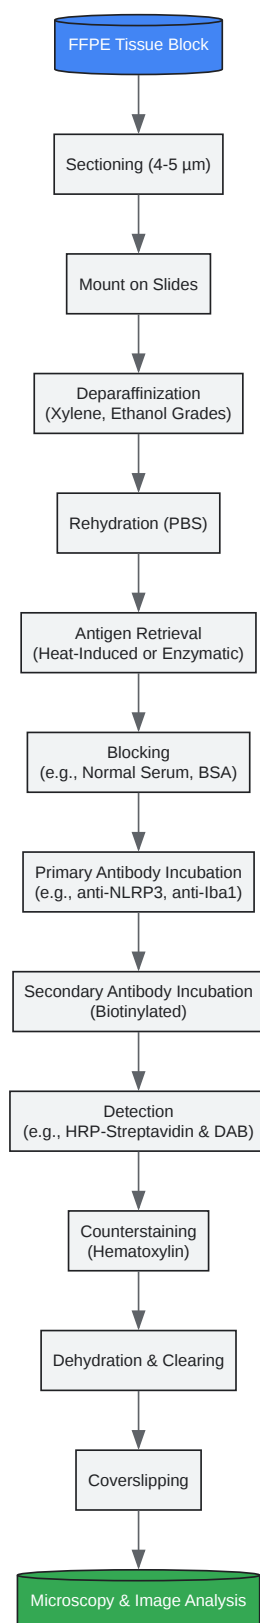 FFPE Tissue Block
Sectioning (4-5 µm)
Mount on Slides
Deparaffinization
(Xylene, Ethanol Grades)
Rehydration (PBS)
Antigen Retrieval
(Heat-Induced or Enzymatic)
Blocking
(e.g., Normal Serum, BSA)
Primary Antibody Incubation
(e.g., anti-NLRP3, anti-Iba1)
Secondary Antibody Incubation
(Biotinylated)
Detection
(e.g., HRP-Streptavidin & DAB)
Counterstaining
(Hematoxylin)
Dehydration & Clearing
Coverslipping
Microscopy & Image Analysis